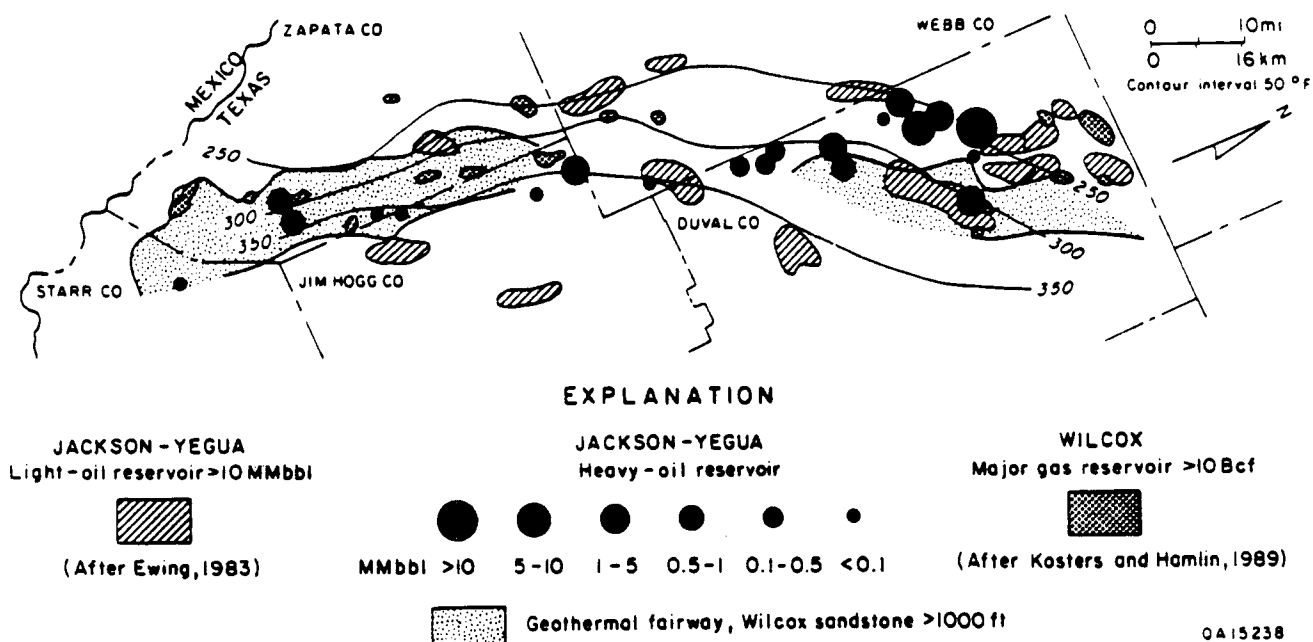 ZAPATA CO
WEBB CO
0 10mi
0 16 km
Contour interval 50 °F
N
MEXICO
TEXAS
250
300
350
250
300
350
DUVAL CO
JIM HOGG CO
STARR CO
EXPLANATION
JACKSON-YEGUA
Light-oil reservoir >10 MMbbl
(After Ewing, 1983)
JACKSON-YEGUA
Heavy-oil reservoir
MMbbl >10 5-10 1-5 0.5-1 0.1-0.5 <0.1
WILCOX
Major gas reservoir >10 Bcf
(After Kosters and Hamlin, 1989)
Geothermal fairway, Wilcox sandstone >1000 ft
QA15238